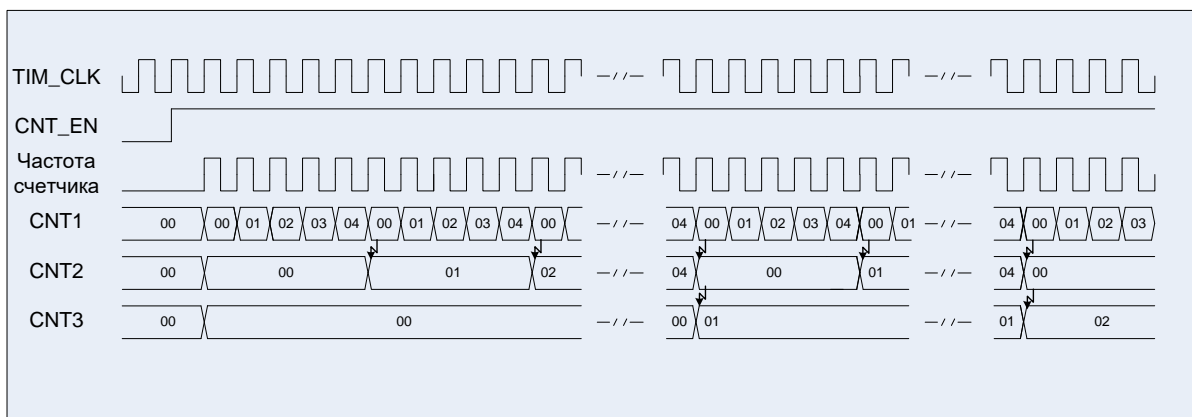 TIM_CLK
CNT_EN
Частота
счетчика
CNT1 00 00 01 02 03 04 00 01 02 03 04 00 04 00 01 02 03 04 00 01 04 00 01 02 03
CNT2 00 00 01 02 04 00 01 04 00
CNT3 00 00 00 01 01 02